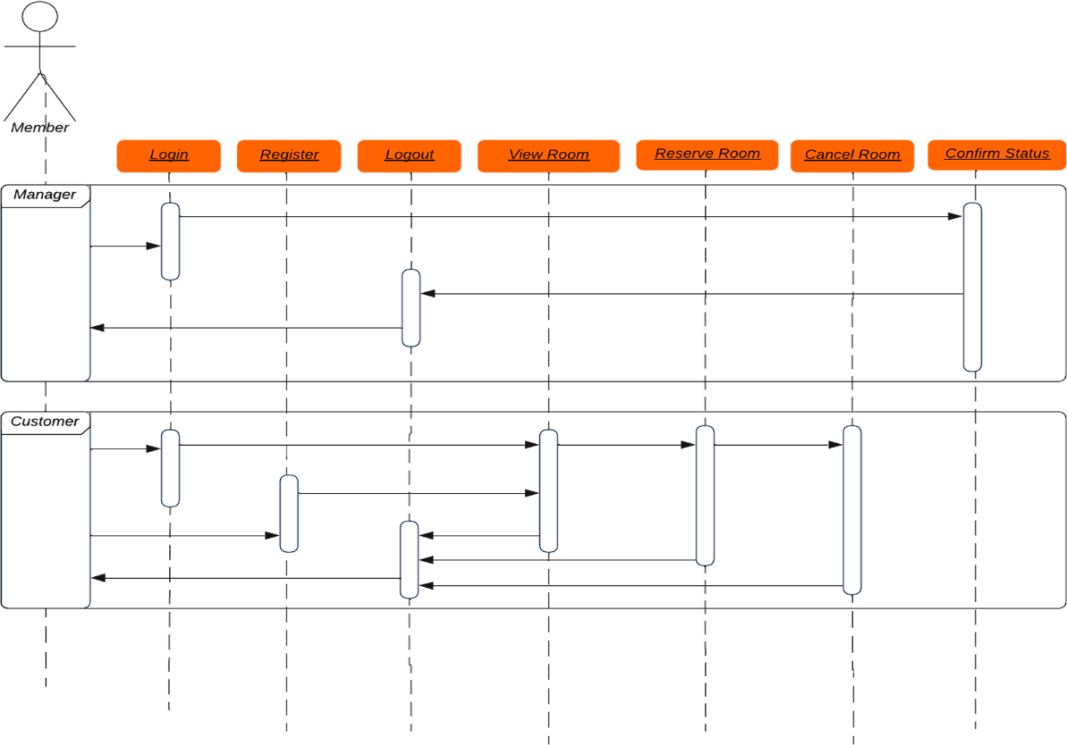 Member
Login
Register
Logout
View Room
Reserve Room
Cancel Room
Confirm Status
Manager
Customer